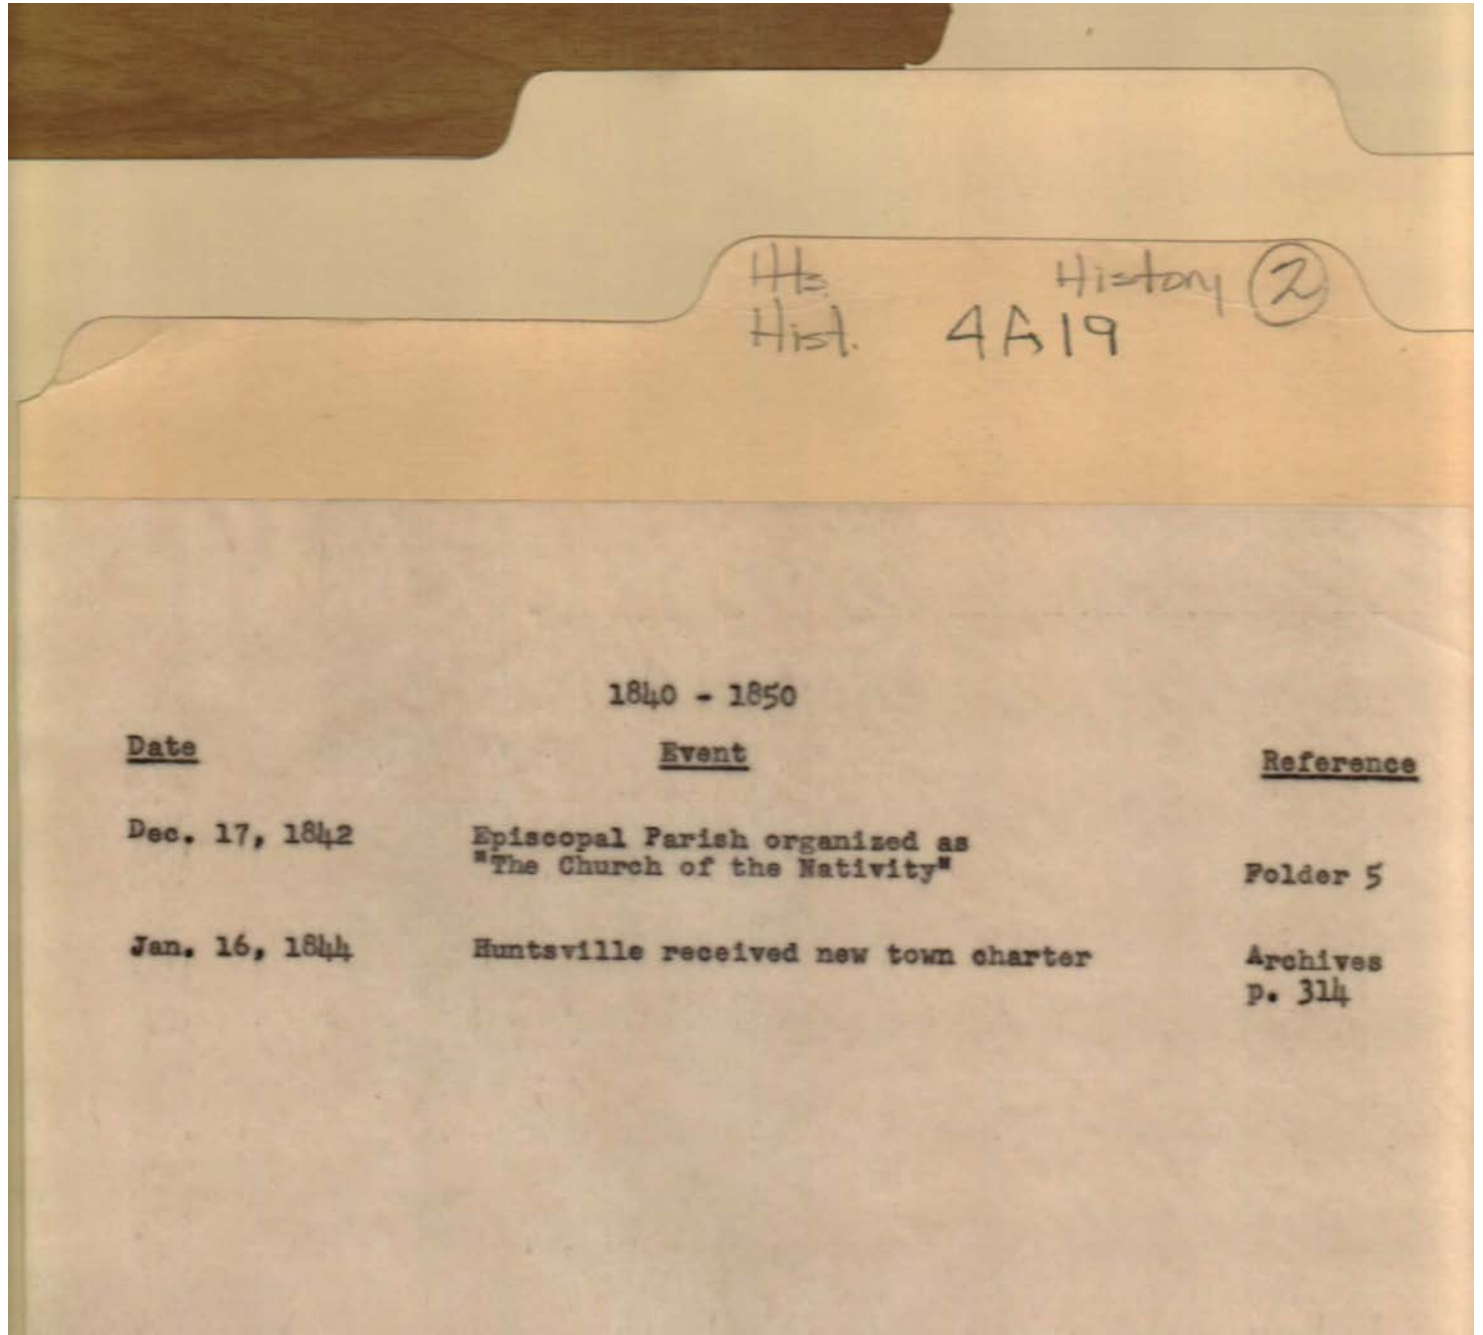 Hts. History 2
Hist. 4A19
1840 - 1850
Date Event Reference
Dec. 17, 1842 Episcopal Parish organized as
"The Church of the Nativity" Folder 5
Jan. 16, 1844 Huntsville received new town charter Archives
p. 314